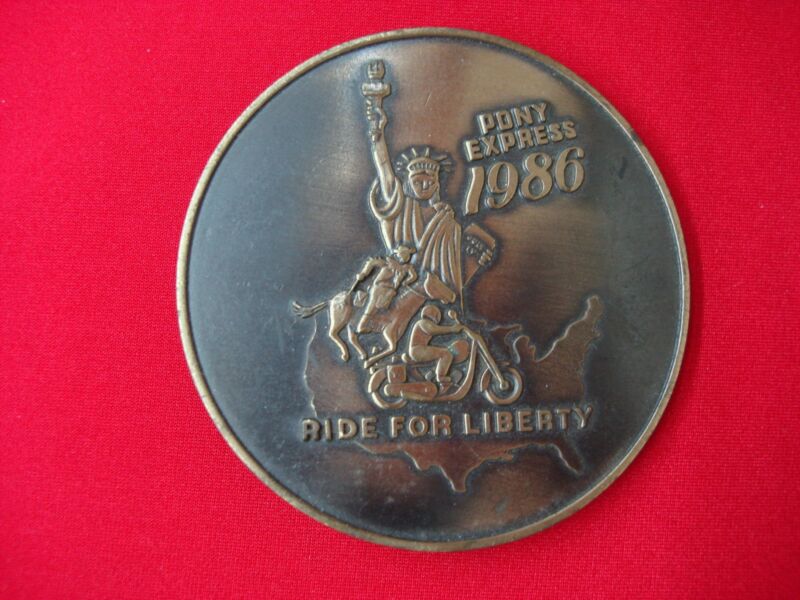 PONY
EXPRESS
1986
RIDE FOR LIBERTY